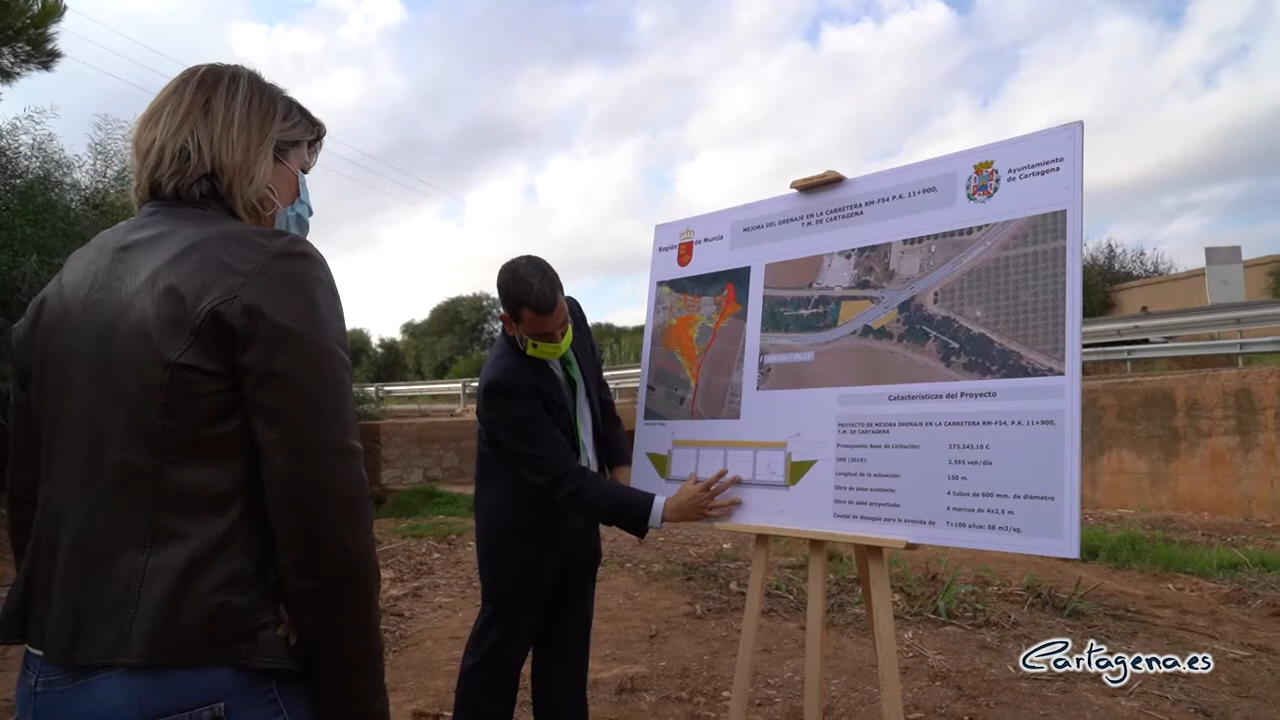 Región de Murcia
MEJORA DEL DRENAJE EN LA CARRETERA RM-F54 P.K. 11+900,
T.M. DE CARTAGENA
Ayuntamiento
de Cartagena
Catacterísticas del Proyecto
PROYECTO DE MEJORA DRENAJE EN LA CARRETERA RM-F54, P.K. 11+900,
T.M. DE CARTAGENA
Presupuesto Base de Licitación: 273.243,10 €
IMD (2019): 2.595 veh/día
Longitud de la actuación: 150 m.
Obra de paso existente: 4 tubos de 600 mm. de diámetro
Obra de paso proyectada: 4 marcos de 4x2,5 m.
Caudal de desagüe para la avenida de T=100 años: 58 m3/sg.
Cartagena.es